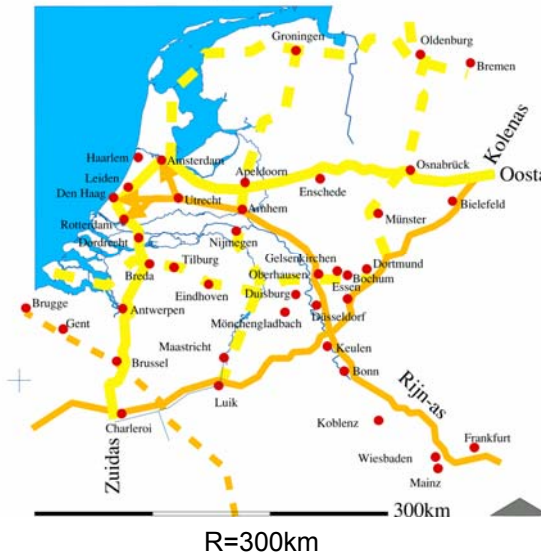 Groningen
Oldenburg
Bremen
Haarlem
Amsterdam
Kolenas
Leiden
Apeldoorn
Osnabrück
Oosta
Den Haag
Utrecht
Enschede
Bielefeld
Rotterdam
Arnhem
Münster
Dordrecht
Nijmegen
Breda
Tilburg
Gelsenkirchen
Dortmund
Oberhausen
Bochum
Eindhoven
Duisburg
Essen
Brugge
Antwerpen
Düsseldorf
Gent
Mönchengladbach
Maastricht
Keulen
Brussel
Bonn
Luik
Rijn-as
Charleroi
Koblenz
Zuidas
Frankfurt
Wiesbaden
Mainz
300km
R=300km